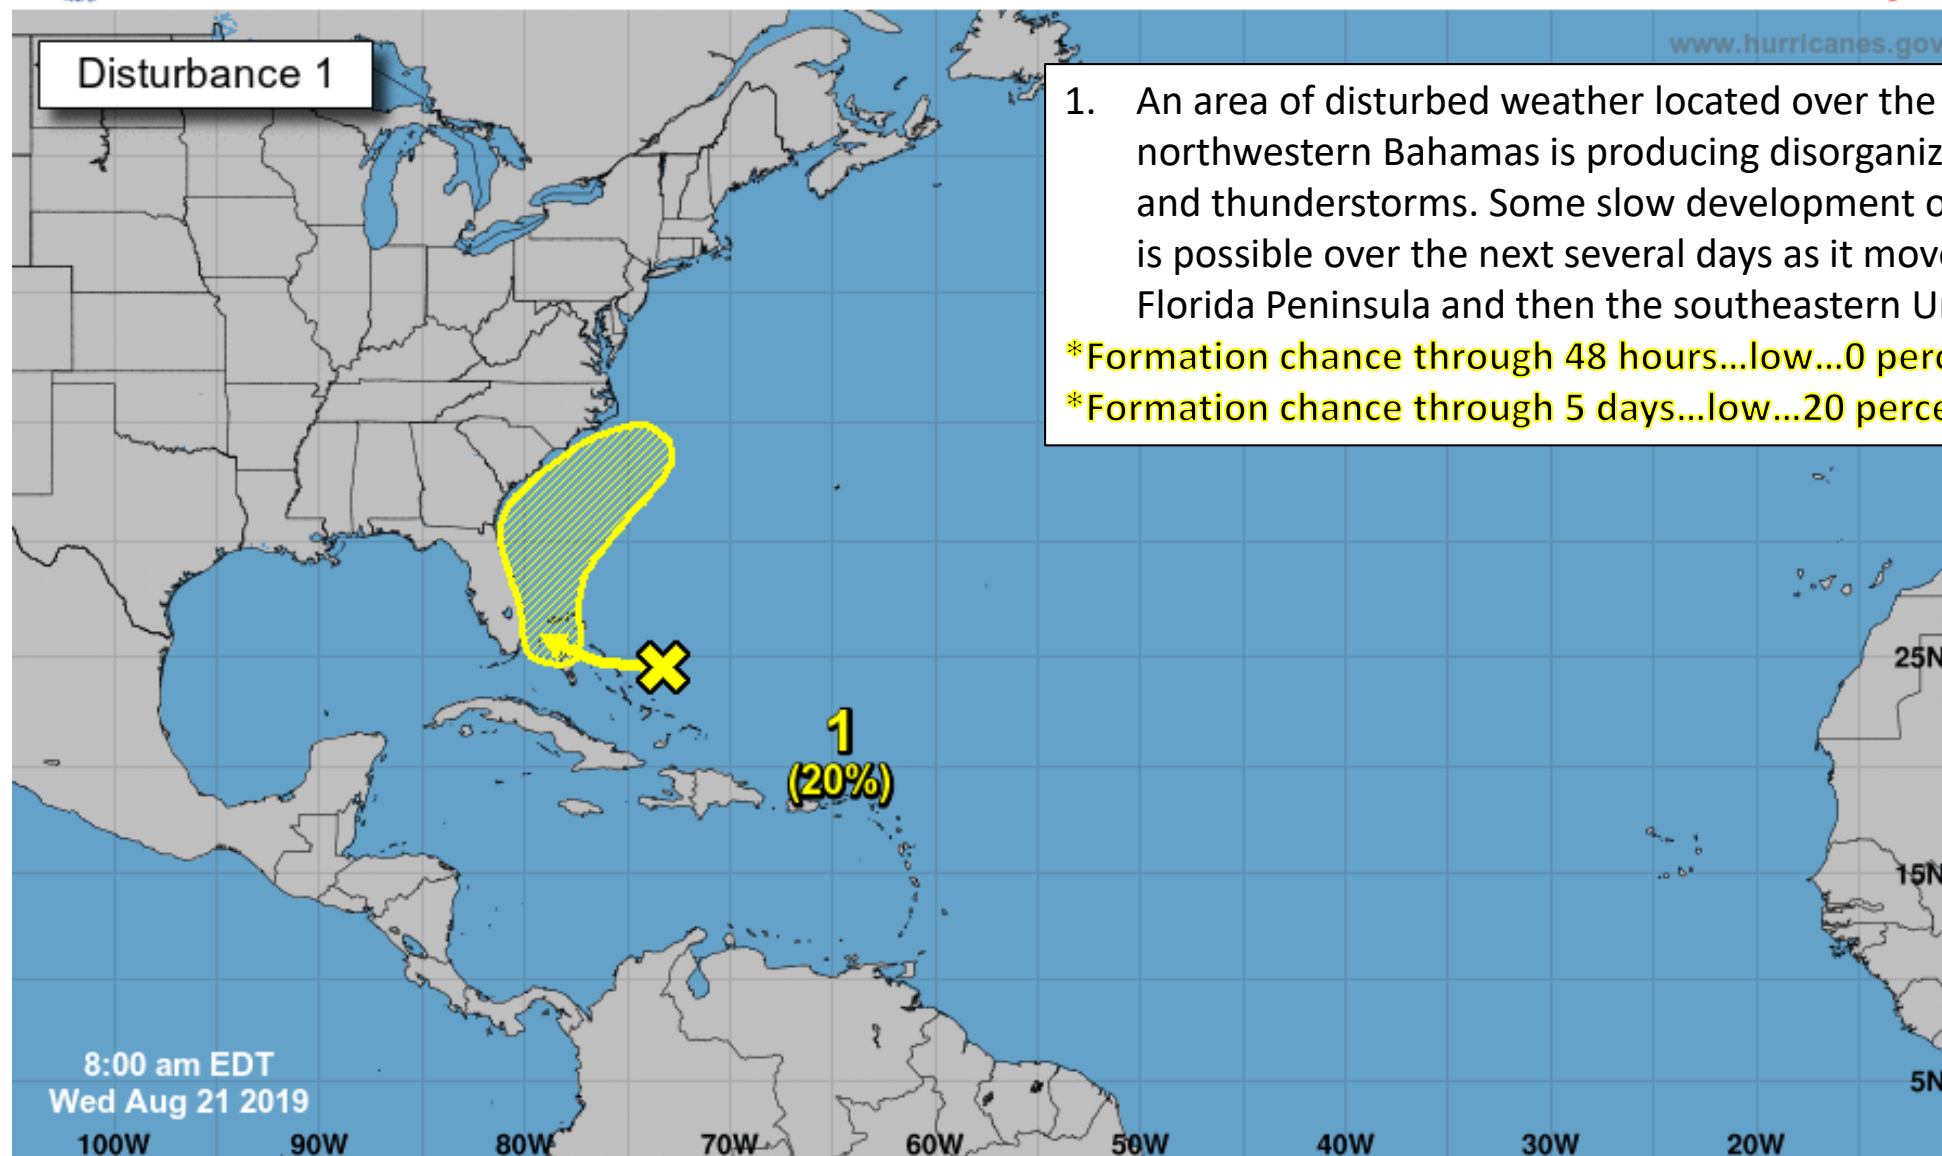 www.hurricanes.gov
Disturbance 1
1. An area of disturbed weather located over the
northwestern Bahamas is producing disorganiz
and thunderstorms. Some slow development o
is possible over the next several days as it move
Florida Peninsula and then the southeastern Un
*Formation chance through 48 hours...low...0 perc
*Formation chance through 5 days...low...20 perce
25N
1
(20%)
15N
8:00 am EDT
Wed Aug 21 2019
5N
100W 90W 80W 70W 60W 50W 40W 30W 20W